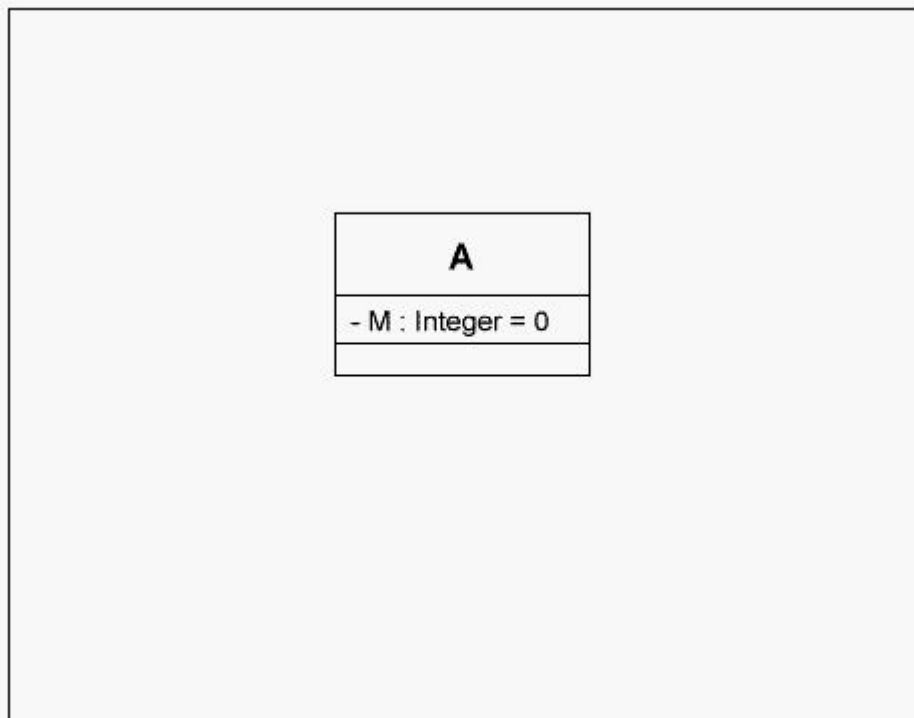 A
- M : Integer = 0